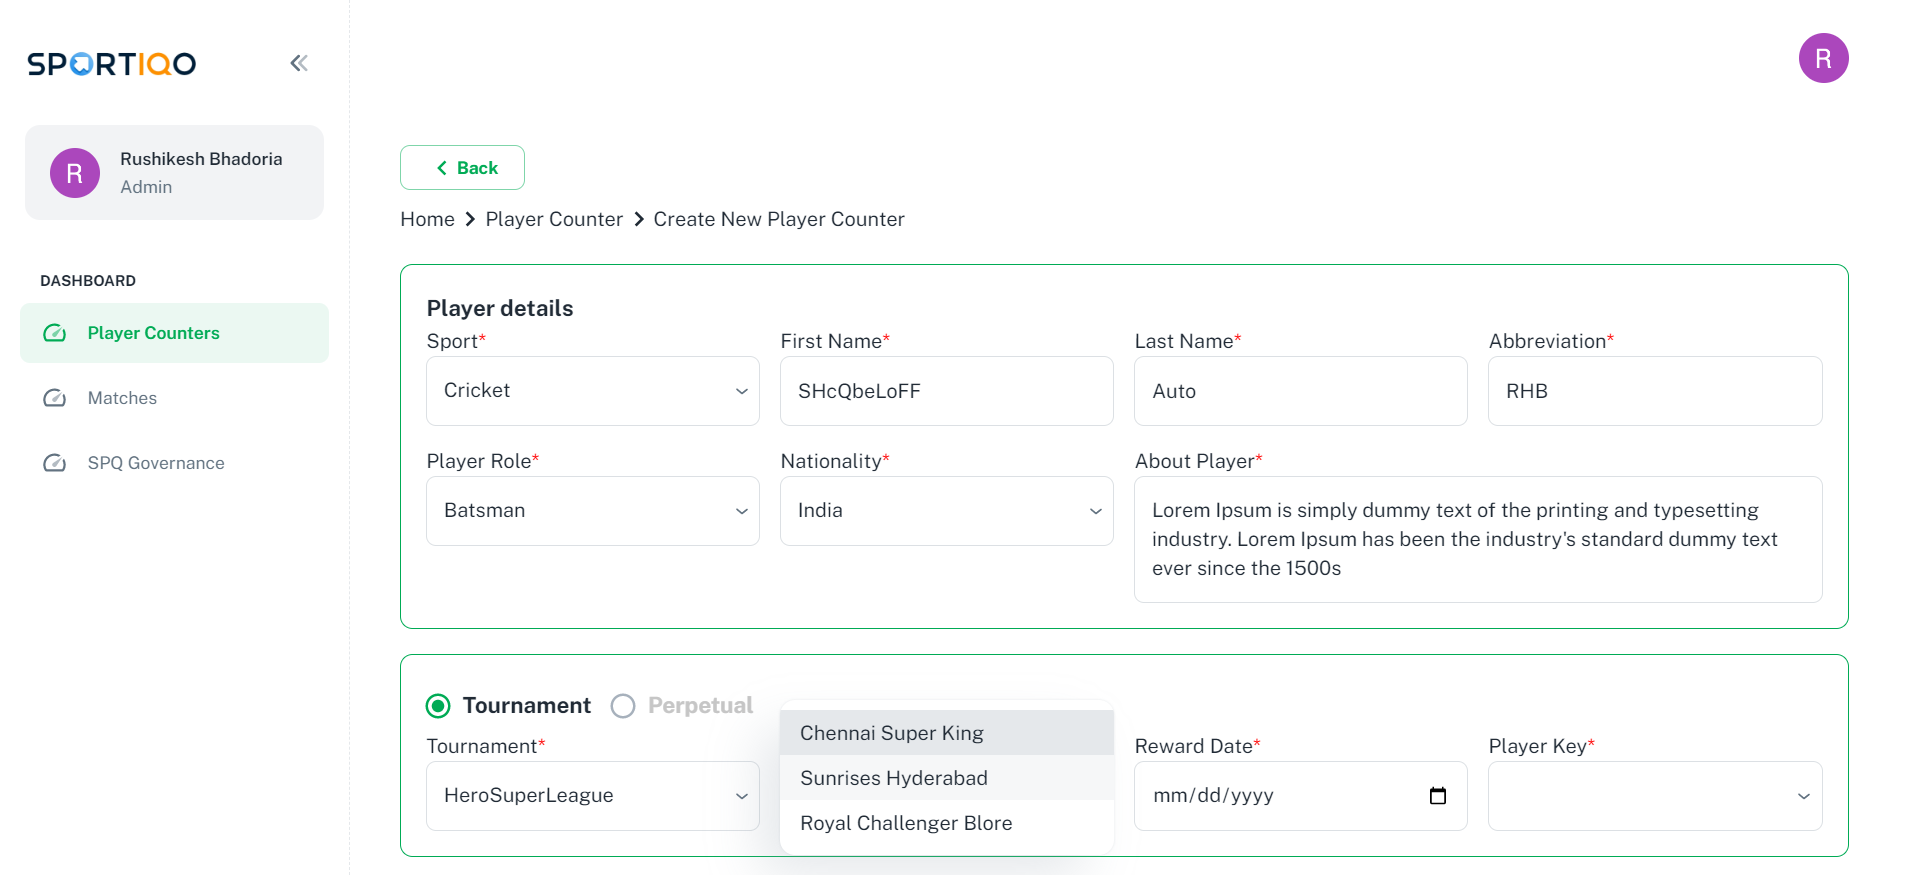 SPORTIQO
R
R
Rushikesh Bhadoria
Admin
DASHBOARD
Player Counters
Matches
SPQ Governance
Back
Home > Player Counter > Create New Player Counter
Player details
Sport* First Name* Last Name* Abbreviation*
Cricket SHcQbeLoFF Auto RHB
Player Role* Nationality* About Player*
Batsman India
Lorem Ipsum is simply dummy text of the printing and typesetting
industry. Lorem Ipsum has been the industry's standard dummy text
ever since the 1500s
Tournament Perpetual
Tournament* Reward Date* Player Key*
HeroSuperLeague mm/dd/yyyy
Chennai Super King
Sunrises Hyderabad
Royal Challenger Blore